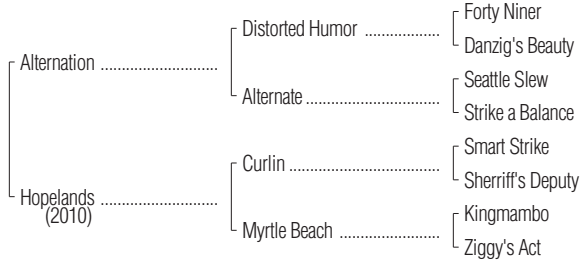 Forty Niner
Distorted Humor ..................
Danzig's Beauty
Alternation ............................
Seattle Slew
Alternate ................................
Strike a Balance
Smart Strike
Curlin ....................................
Sherriff's Deputy
Hopelands ............................
(2010)
Kingmambo
Myrtle Beach ........................
Ziggy's Act